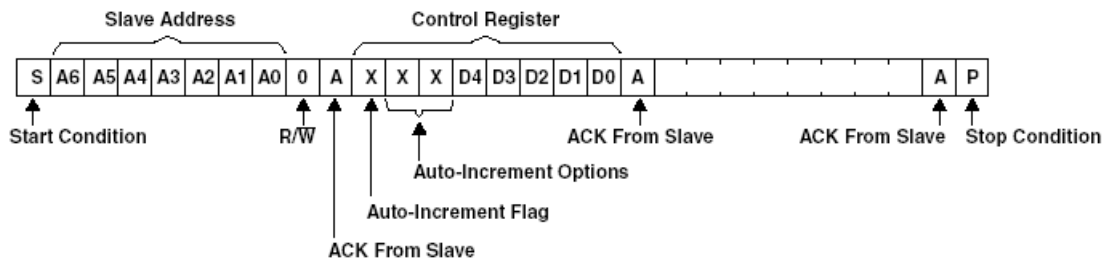 Slave Address Control Register
S A6 A5 A4 A3 A2 A1 A0 0 A X X X D4 D3 D2 D1 D0 A A P
Start Condition R/W̅ ACK From Slave ACK From Slave Stop Condition
Auto-Increment Options
Auto-Increment Flag
ACK From Slave